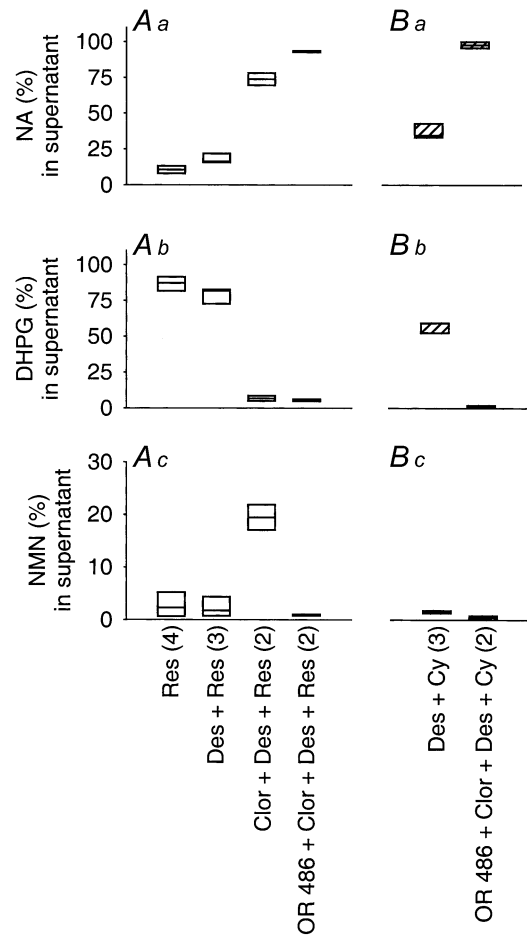 A a
B a
NA (%)
in supernatant
100
75
50
25
0
A b
B b
DHPG (%)
in supernatant
100
75
50
25
0
A c
B c
NMN (%)
in supernatant
30
20
10
0
Res (4)
Des + Res (3)
Clor + Des + Res (2)
OR 486 + Clor + Des + Res (2)
Des + Cy (3)
OR 486 + Clor + Des + Cy (2)